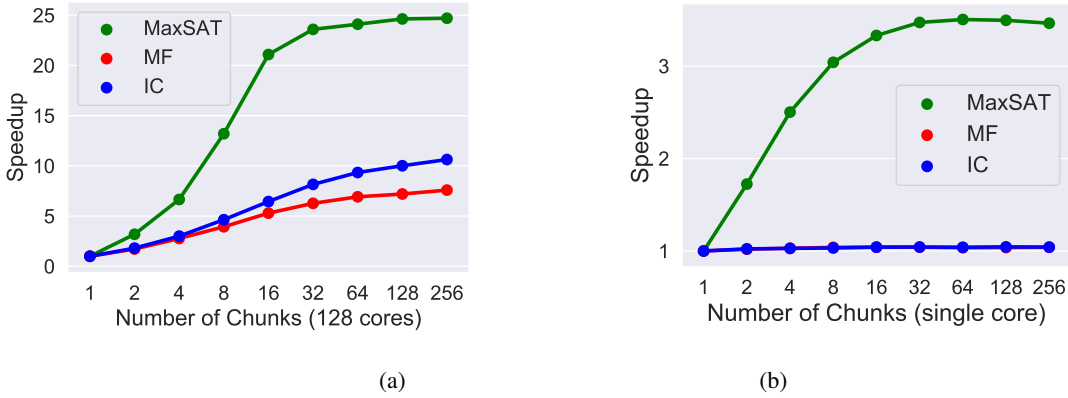 25
20
15
10
5
0
Speedup
MaxSAT
MF
IC
1 2 4 8 16 32 64 128 256
Number of Chunks (128 cores)
(a)
3
2
1
Speedup
MaxSAT
MF
IC
1 2 4 8 16 32 64 128 256
Number of Chunks (single core)
(b)